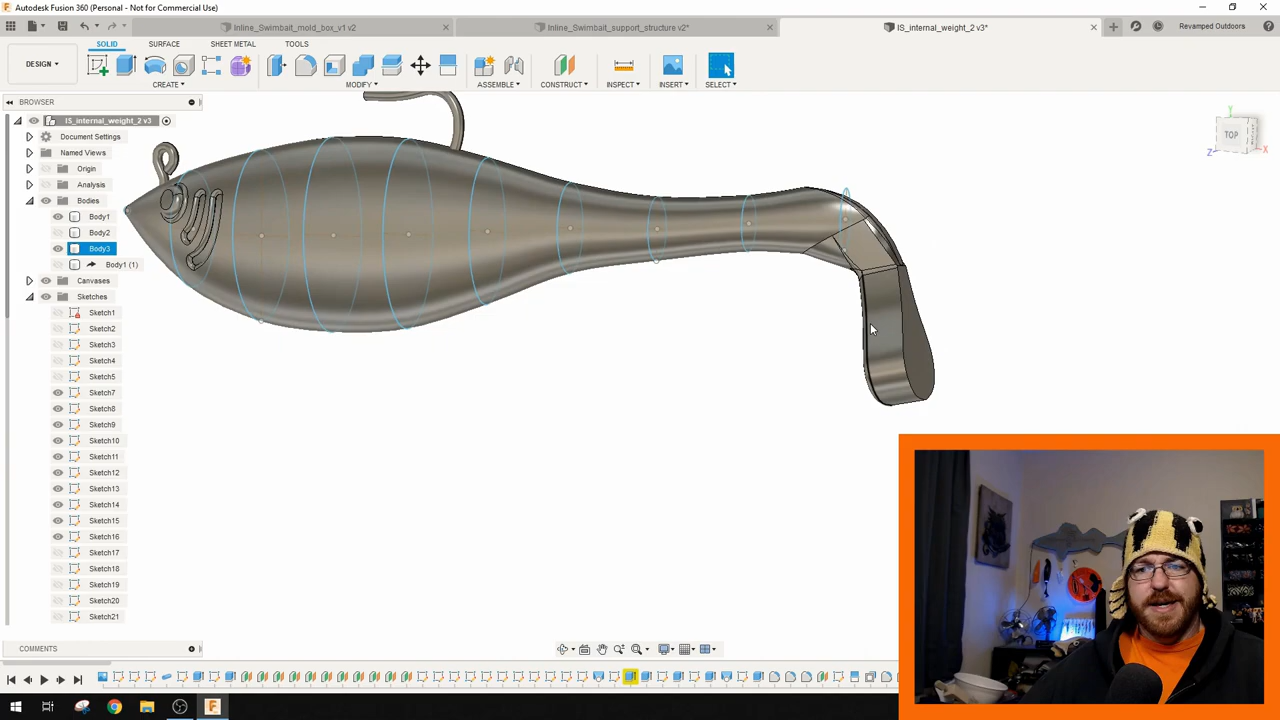 Autodesk Fusion 360 (Personal - Not for Commercial Use)
Inline_Swimbait_mold_box_v1 v2
Inline_Swimbait_support_structure v2*
IS_internal_weight_2 v3*
Revamped Outdoors
SOLID
SURFACE
SHEET METAL
TOOLS
DESIGN
CREATE
MODIFY
ASSEMBLE
CONSTRUCT
INSPECT
INSERT
SELECT
BROWSER
IS_internal_weight_2 v3
Document Settings
Named Views
Origin
Analysis
Bodies
Body1
Body2
Body3
Body1 (1)
Canvases
Sketches
Sketch1
Sketch2
Sketch3
Sketch4
Sketch5
Sketch7
Sketch8
Sketch9
Sketch10
Sketch11
Sketch12
Sketch13
Sketch14
Sketch15
Sketch16
Sketch17
Sketch18
Sketch19
Sketch20
Sketch21
Y
TOP
Z
X
COMMENTS